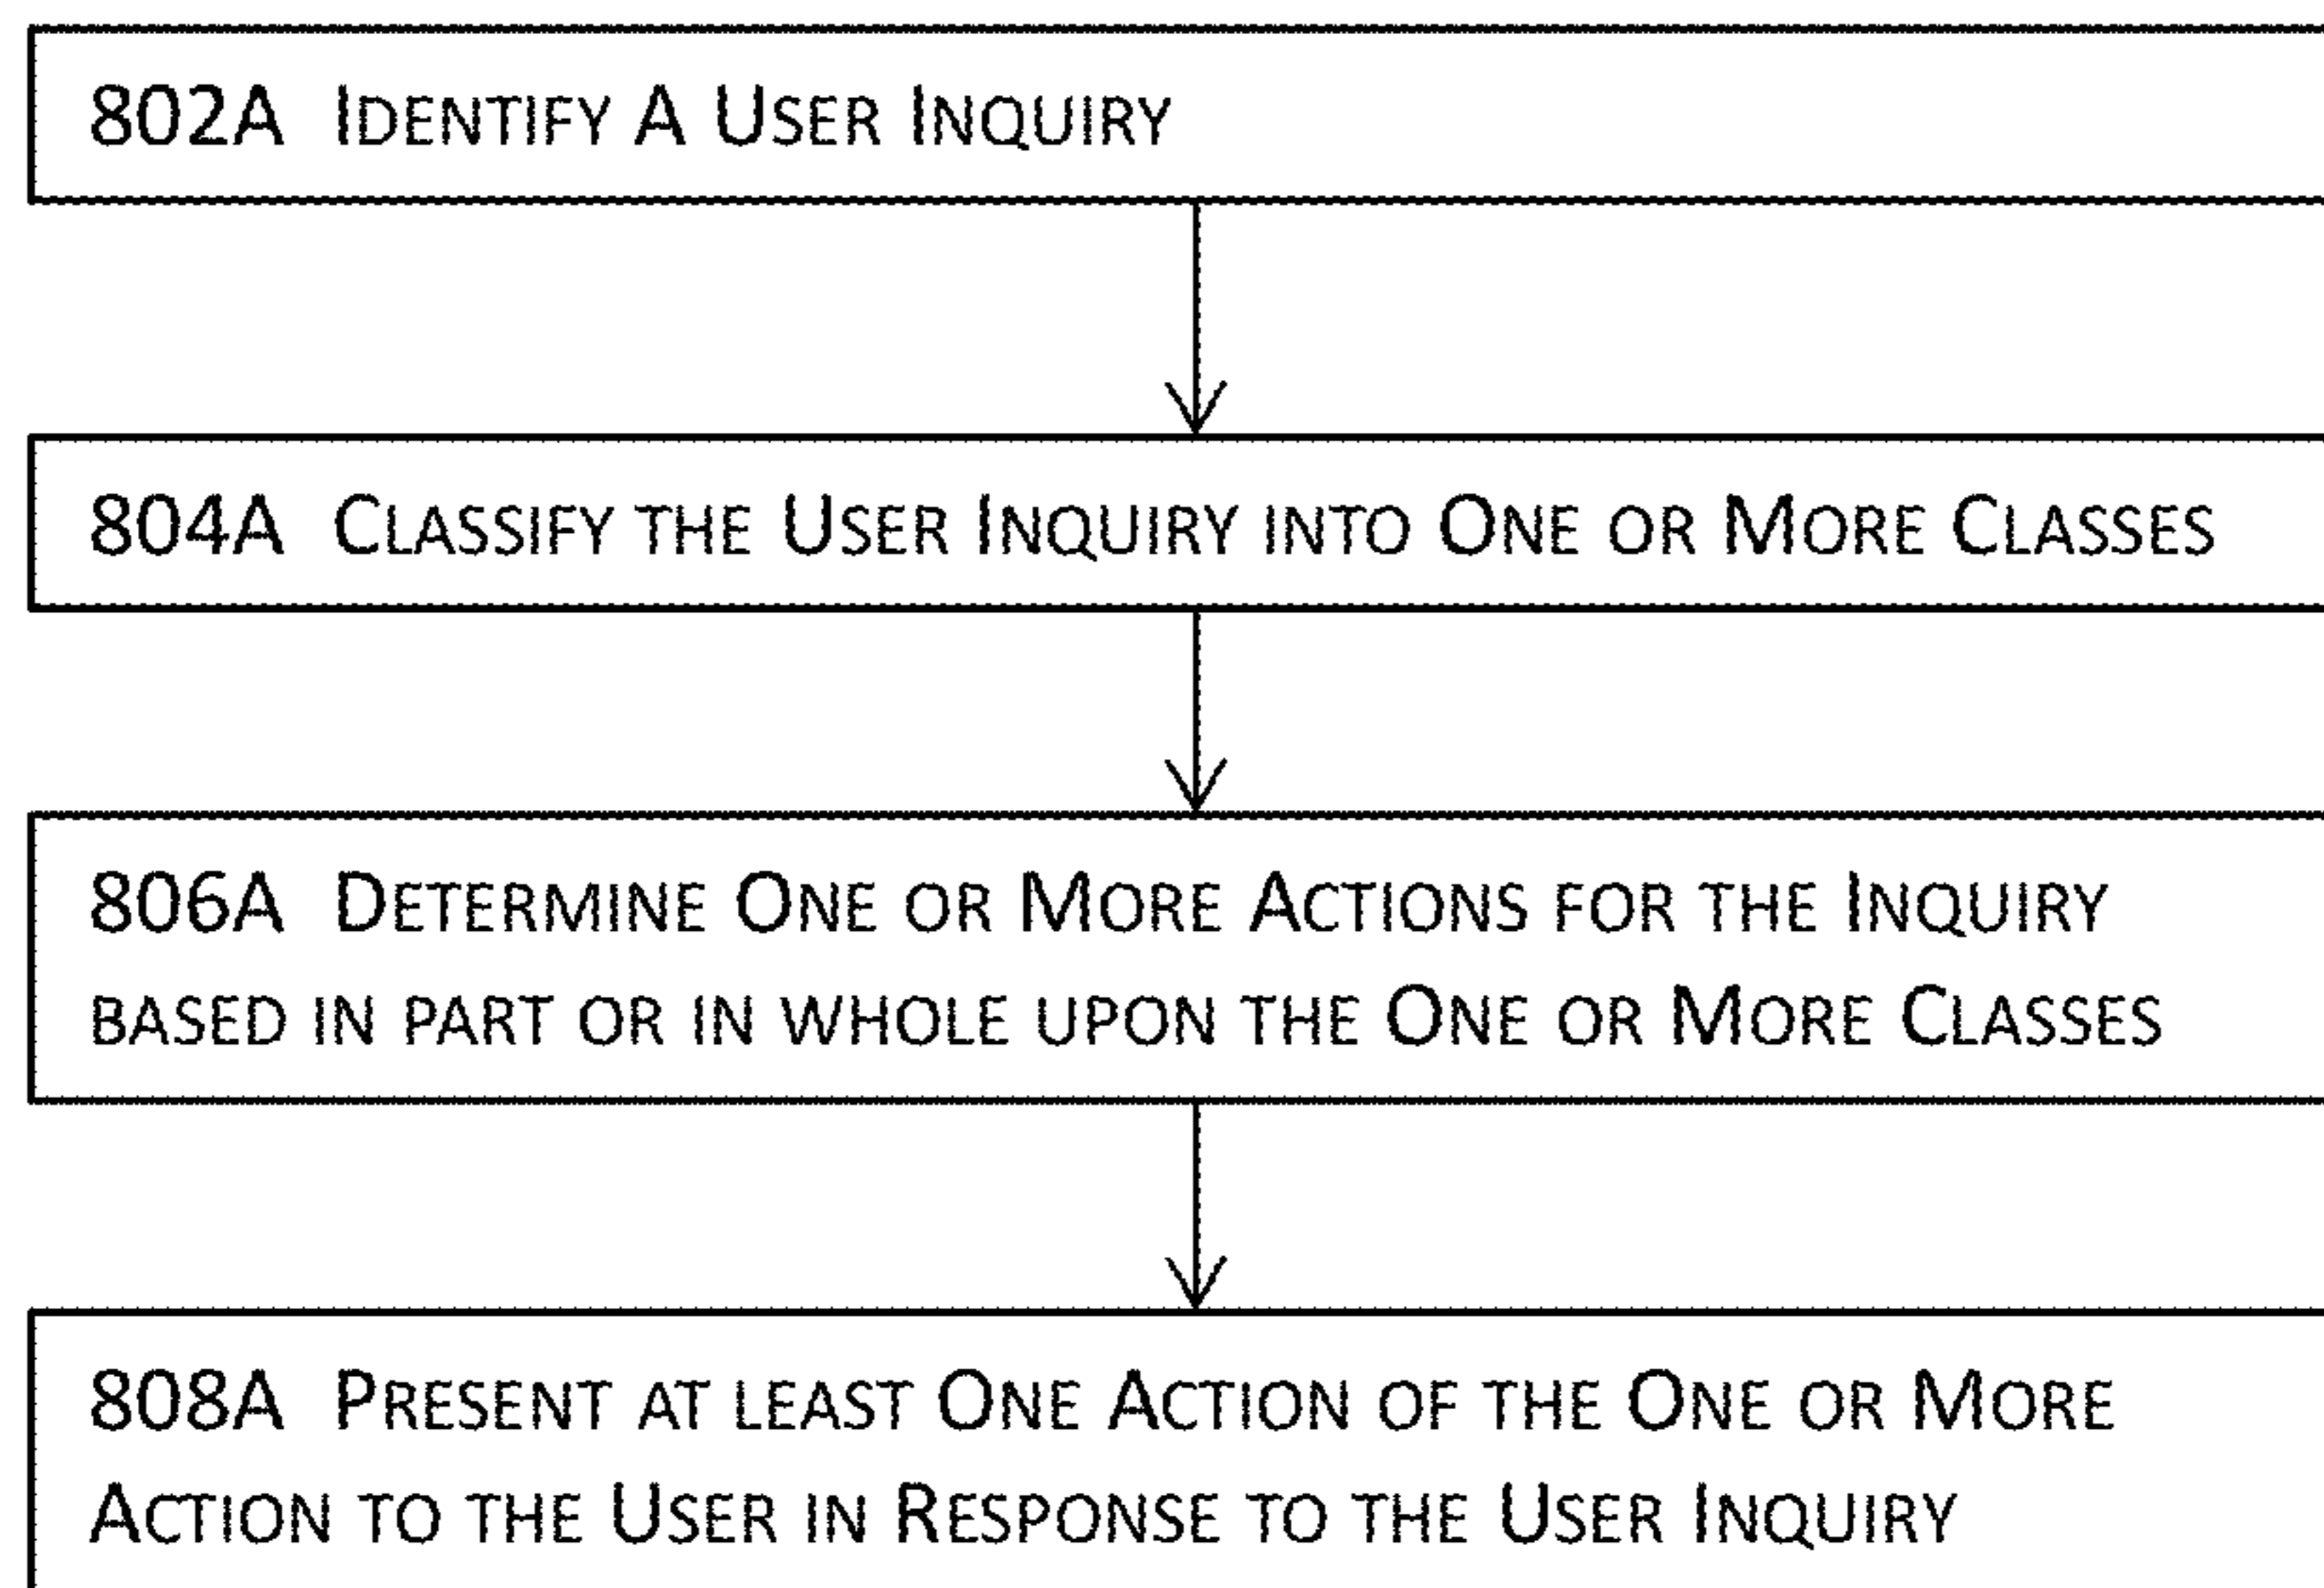 802A Identify A User Inquiry
804A Classify the User Inquiry into One or More Classes
806A Determine One or More Actions for the Inquiry
based in part or in whole upon the One or More Classes
808A Present at least One Action of the One or More
Action to the User in Response to the User Inquiry